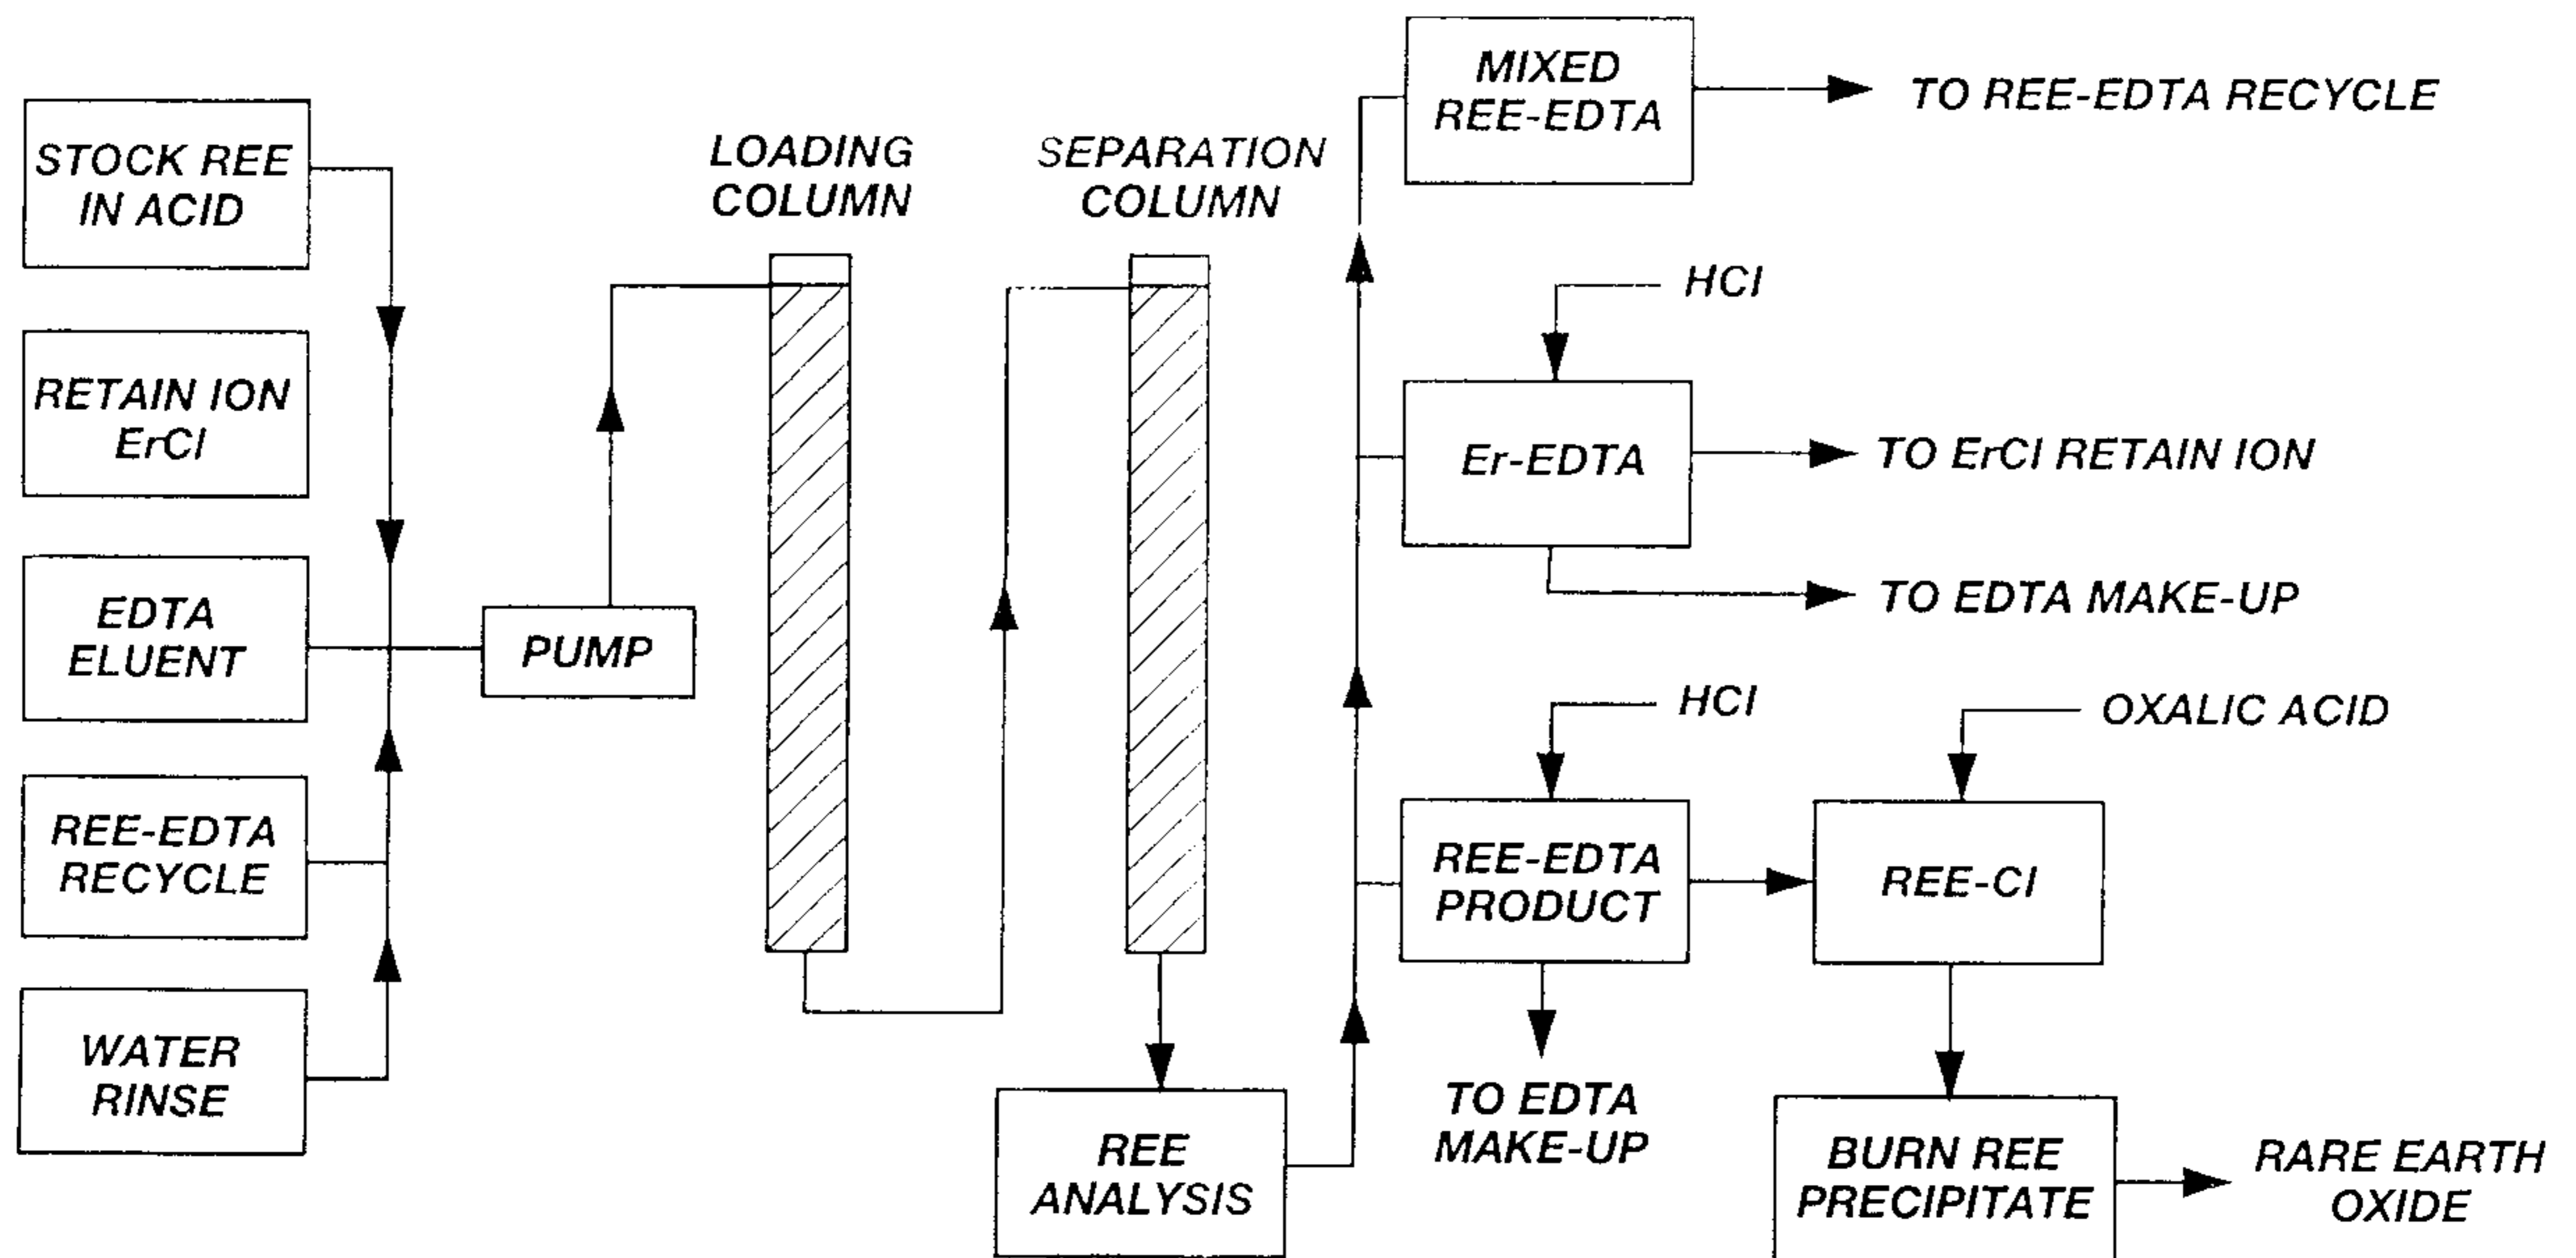 STOCK REE
IN ACID
RETAIN ION
ErCl
EDTA
ELUENT
REE-EDTA
RECYCLE
WATER
RINSE
PUMP
LOADING
COLUMN
SEPARATION
COLUMN
REE
ANALYSIS
MIXED
REE-EDTA
TO REE-EDTA RECYCLE
HCl
Er-EDTA
TO ErCl RETAIN ION
TO EDTA MAKE-UP
HCl
REE-EDTA
PRODUCT
TO EDTA
MAKE-UP
OXALIC ACID
REE-Cl
BURN REE
PRECIPITATE
RARE EARTH
OXIDE